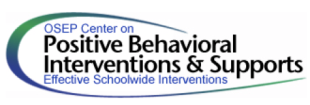 OSEP Center on
Positive Behavioral
Interventions & Supports
Effective Schoolwide Interventions